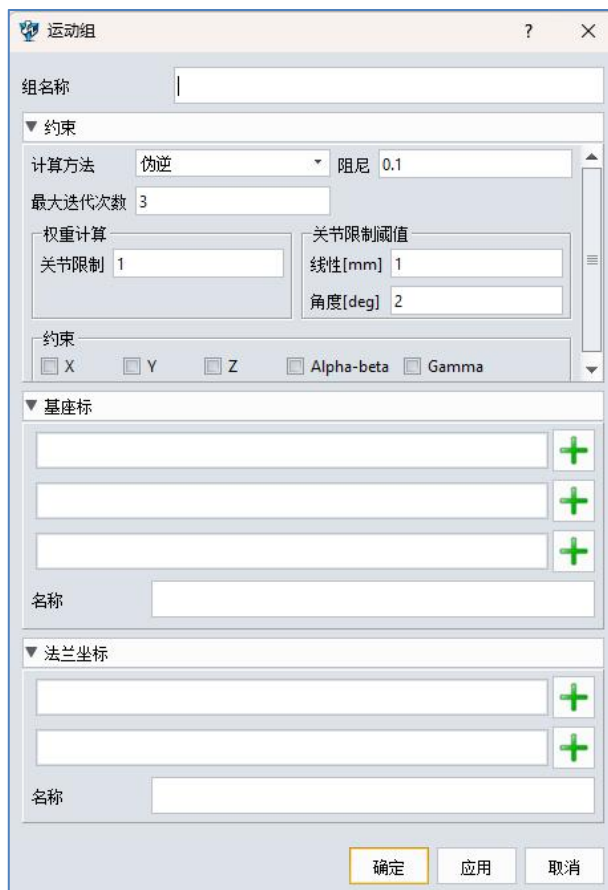 运动组
?
组名称
约束
计算方法 伪逆 阻尼 0.1
最大迭代次数 3
权重计算 关节限制阈值
关节限制 1 线性[mm] 1
角度[deg] 2
约束
X Y Z Alpha-beta Gamma
基座标
名称
法兰坐标
名称
确定 应用 取消